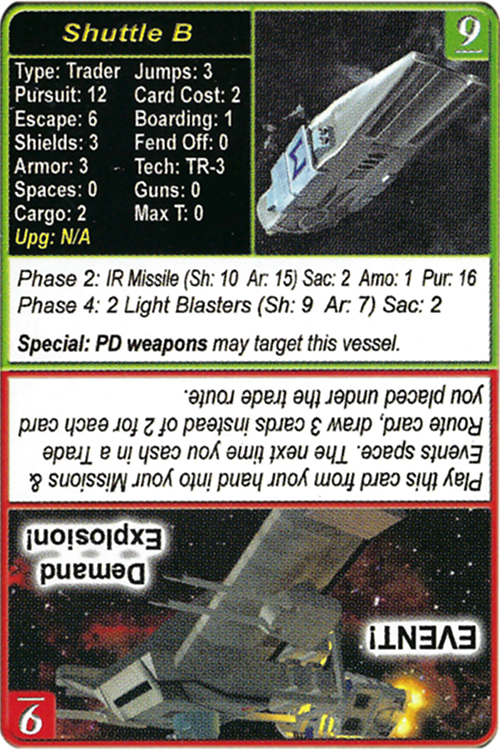 Shuttle B
9
Type: Trader Jumps: 3
Pursuit: 12 Card Cost: 2
Escape: 6 Boarding: 1
Shields: 3 Fend Off: 0
Armor: 3 Tech: TR-3
Spaces: 0 Guns: 0
Cargo: 2 Max T: 0
Upg: N/A
Phase 2: IR Missile (Sh: 10 Ar: 15) Sac: 2 Amo: 1 Pur: 16
Phase 4: 2 Light Blasters (Sh: 9 Ar: 7) Sac: 2
Special: PD weapons may target this vessel.
9
EVENT!
Demand
Explosion!
Play this card from your hand into your Missions &
Events space. The next time you cash in a Trade
Route card, draw 3 cards instead of 2 for each card
you placed under the trade route.